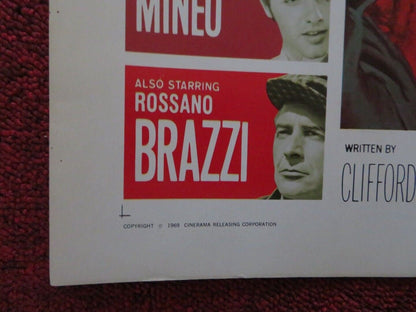 MINEO
ALSO STARRING
ROSSANO
BRAZZI
WRITTEN BY
CLIFFORD
COPYRIGHT © 1969 CINERAMA RELEASING CORPORATION